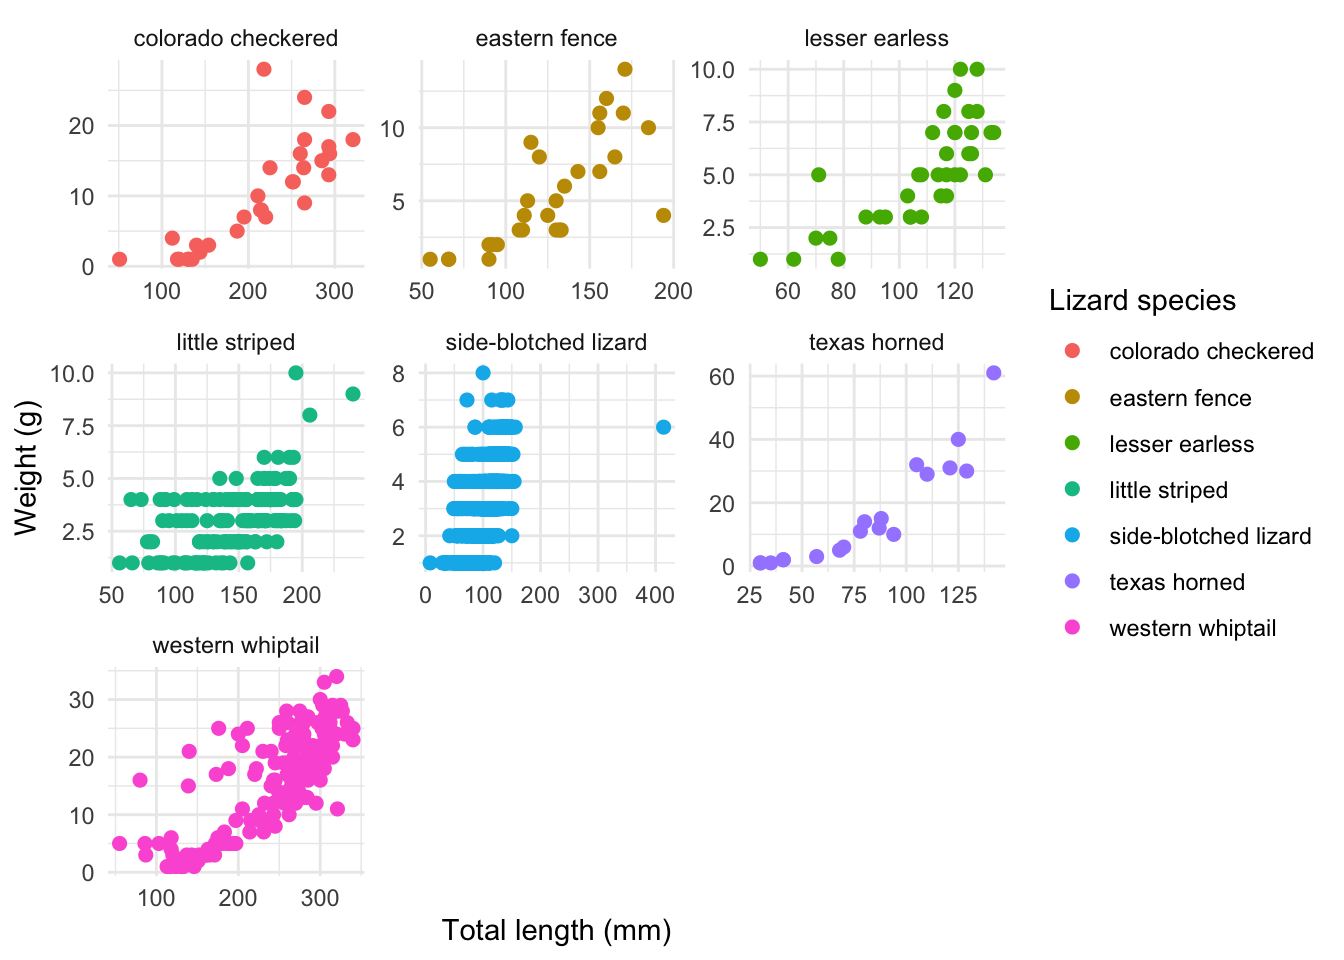 colorado checkered
eastern fence
lesser earless
20
10
0
100 200 300
10
5
50 100 150 200
10.0
7.5
5.0
2.5
60 80 100 120
little striped
side-blotched lizard
texas horned
10.0
7.5
5.0
2.5
50 100 150 200
8
6
4
2
0 100 200 300 400
60
40
20
0
25 50 75 100 125
western whiptail
30
20
10
0
100 200 300
Weight (g)
Total length (mm)
Lizard species
colorado checkered
eastern fence
lesser earless
little striped
side-blotched lizard
texas horned
western whiptail